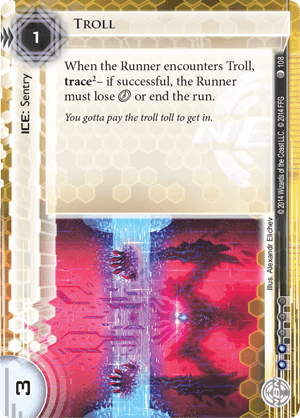 TROLL
1
ICE: Sentry
When the Runner encounters Troll,
trace²– if successful, the Runner
must lose or end the run.
You gotta pay the troll toll to get in.
108
© 2014 Wizards of the Coast LLC. © 2014 FFG
Illus. Alexandr Elichev
3